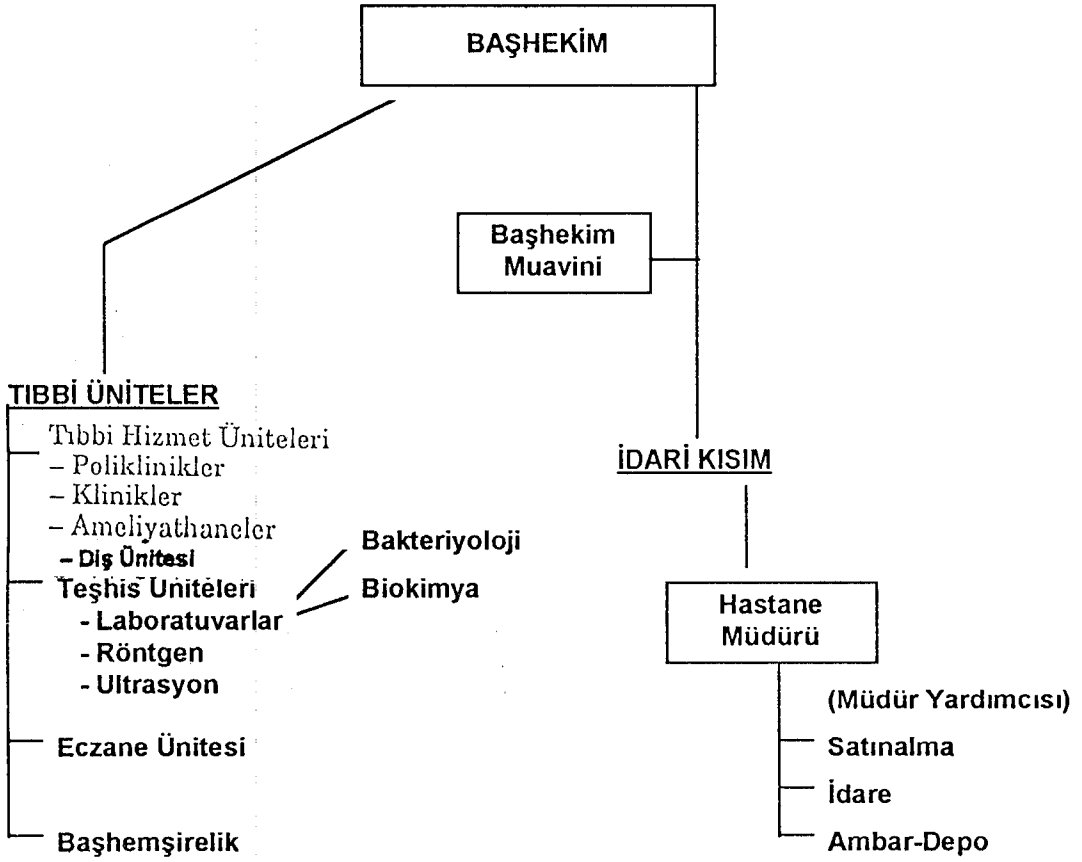 BAŞHEKİM
Başhekim
Muavini
TIBBİ ÜNİTELER
Tıbbi Hizmet Üniteleri
– Poliklinikler
– Klinikler
– Ameliyathaneler
– Diş Ünitesi
Teşhis Üniteleri
- Laboratuvarlar
- Röntgen
- Ultrasyon
Bakteriyoloji
Biokimya
Eczane Ünitesi
Başhemşirelik
İDARİ KISIM
Hastane
Müdürü
(Müdür Yardımcısı)
Satınalma
İdare
Ambar-Depo